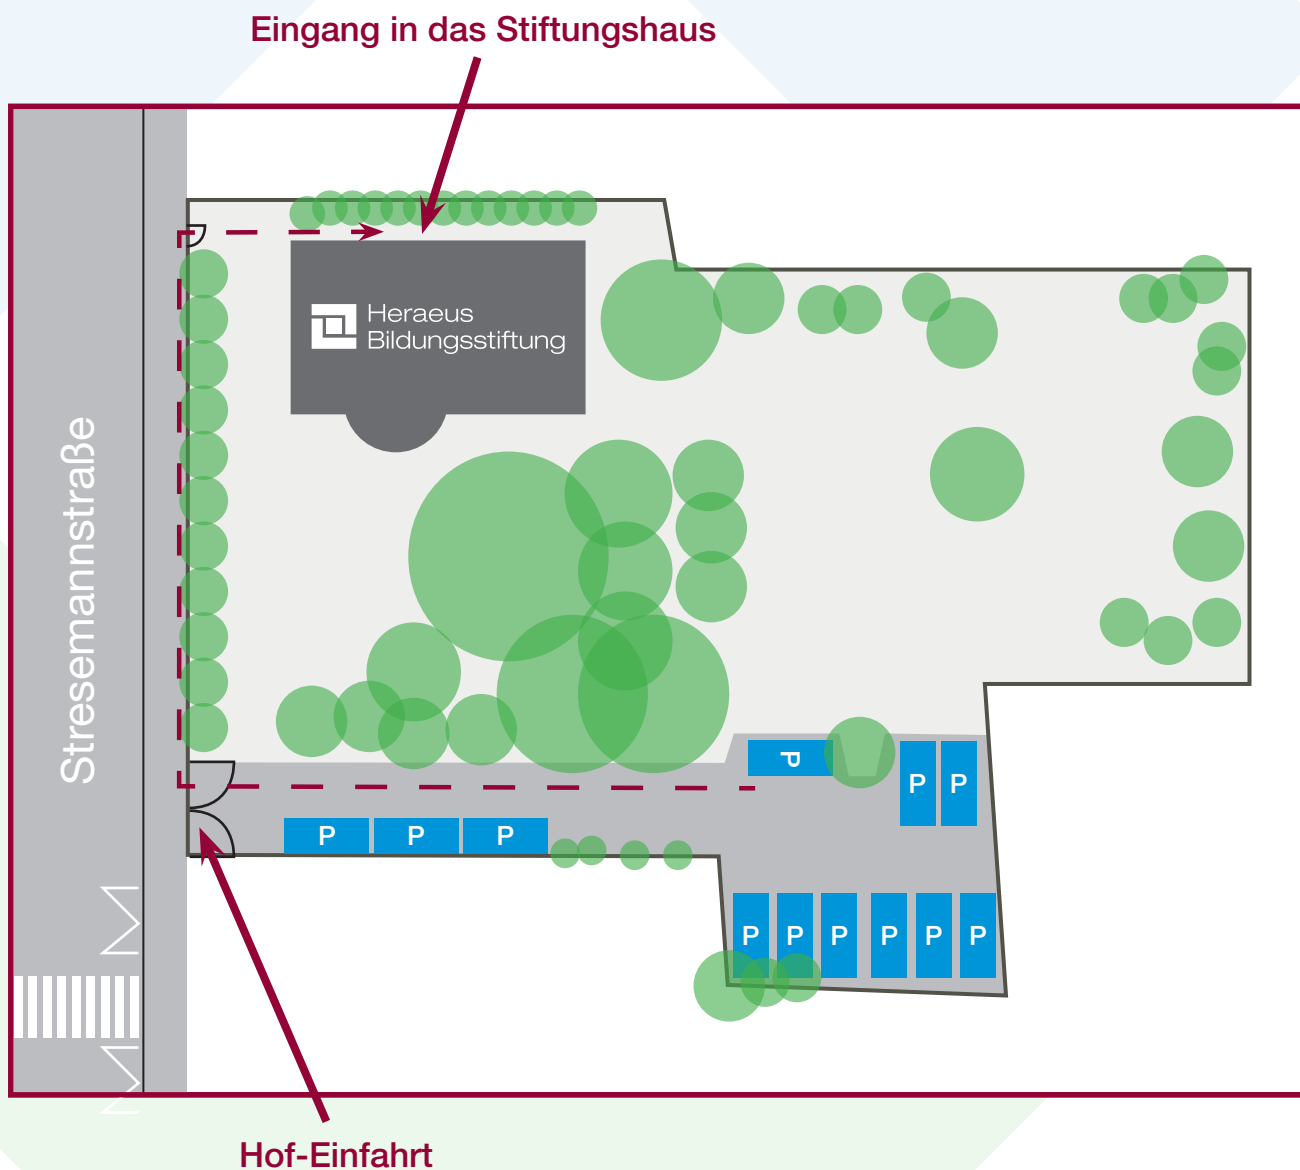 Eingang in das Stiftungshaus
Heraeus
Bildungsstiftung
Stresemannstraße
P
P P
P P P
P P P P P P
Hof-Einfahrt